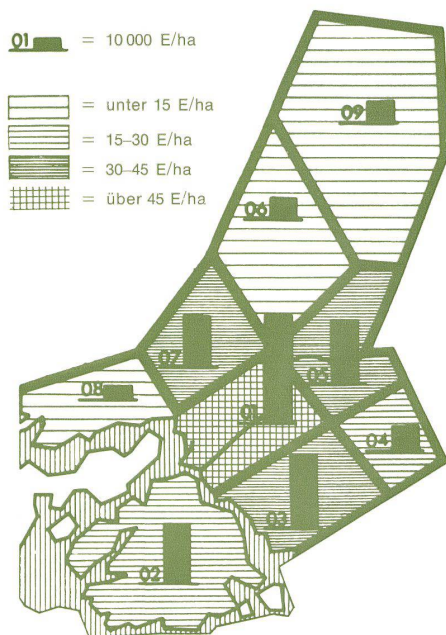 01 = 10 000 E/ha
= unter 15 E/ha
= 15–30 E/ha
= 30–45 E/ha
= über 45 E/ha
09
06
07
05
08
01
04
03
02